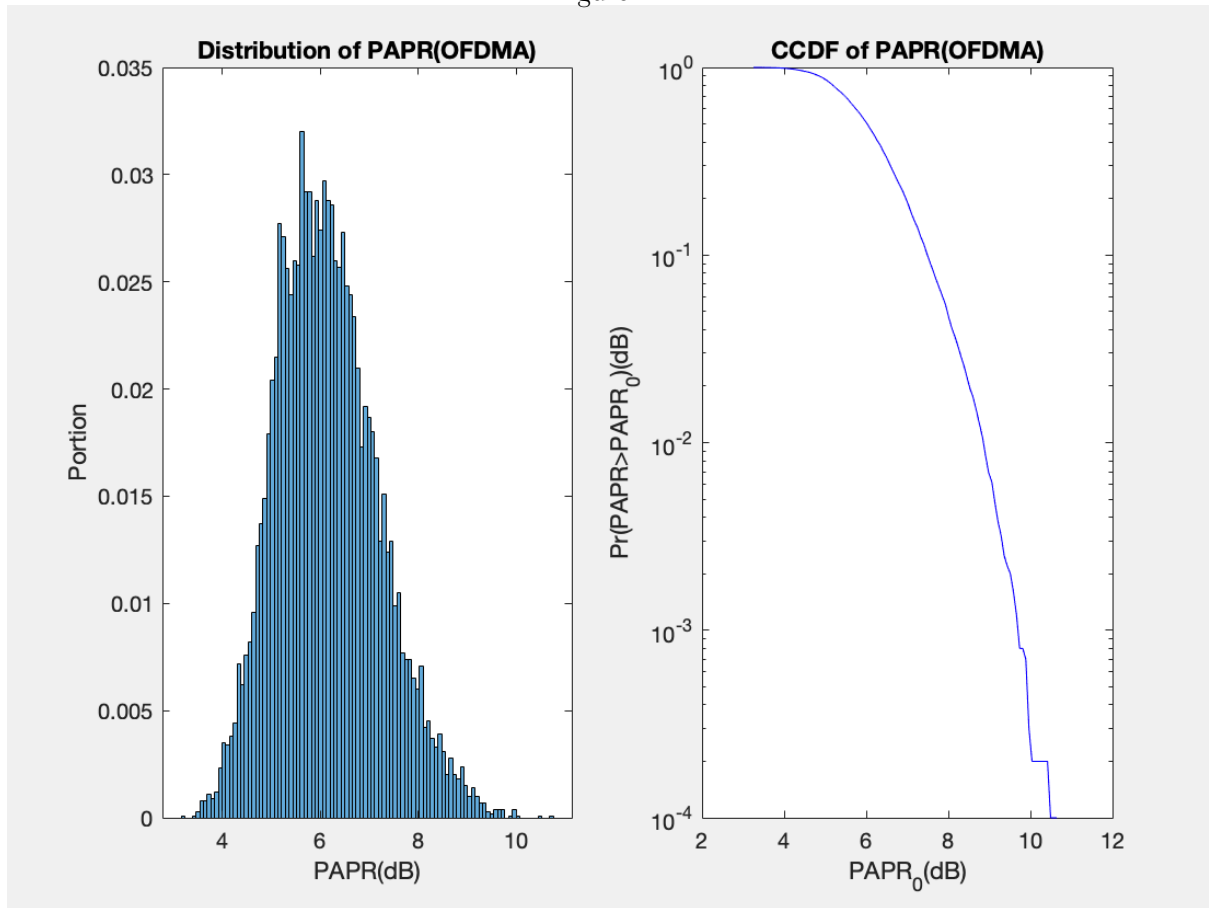 Distribution of PAPR(OFDMA)
0.035
0.03
0.025
0.02
0.015
0.01
0.005
0
Portion
4 6 8 10
PAPR(dB)
CCDF of PAPR(OFDMA)
10^0
10^-1
10^-2
10^-3
10^-4
Pr(PAPR>PAPR_0)(dB)
2 4 6 8 10 12
PAPR_0(dB)